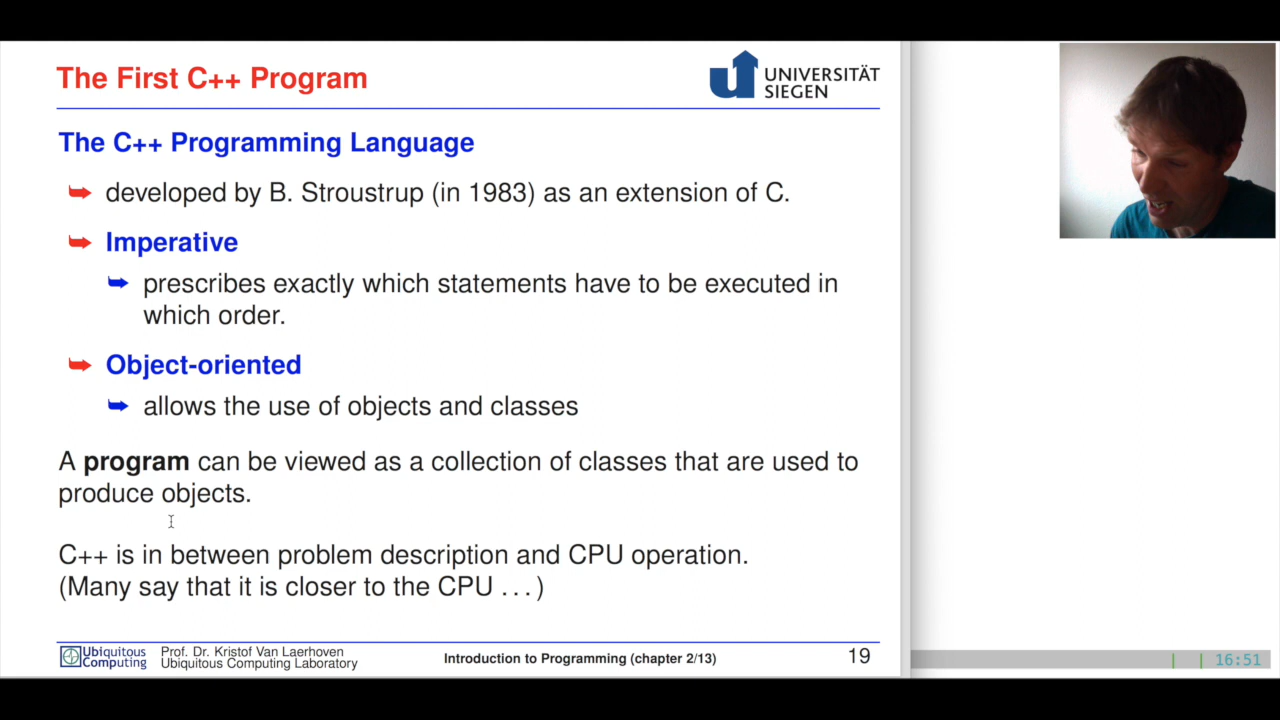 The First C++ Program
UNIVERSITÄT
SIEGEN
The C++ Programming Language
developed by B. Stroustrup (in 1983) as an extension of C.
Imperative
prescribes exactly which statements have to be executed in
which order.
Object-oriented
allows the use of objects and classes
A program can be viewed as a collection of classes that are used to
produce objects.
C++ is in between problem description and CPU operation.
(Many say that it is closer to the CPU ...)
Ubiquitous
Computing
Prof. Dr. Kristof Van Laerhoven
Ubiquitous Computing Laboratory
Introduction to Programming (chapter 2/13)
19
16:51